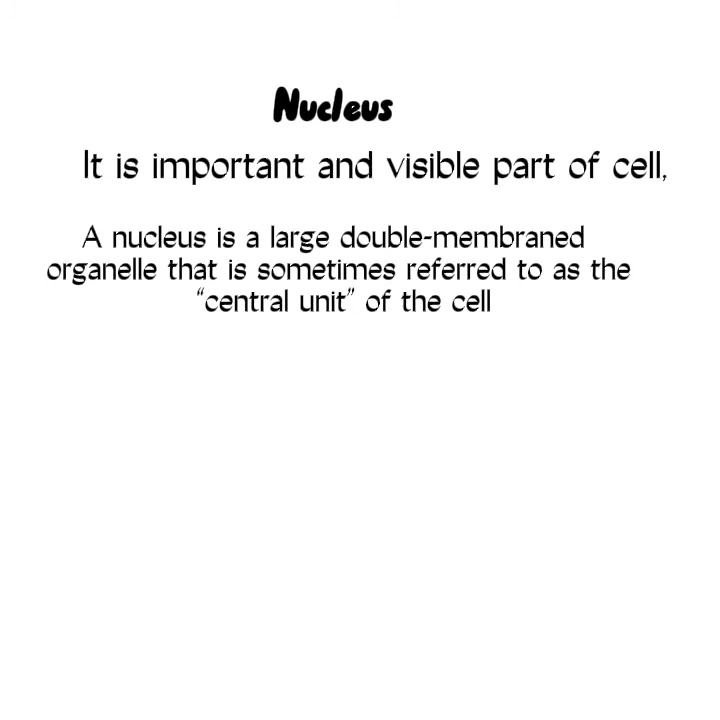 Nucleus
It is important and visible part of cell,
A nucleus is a large double-membraned
organelle that is sometimes referred to as the
“central unit” of the cell